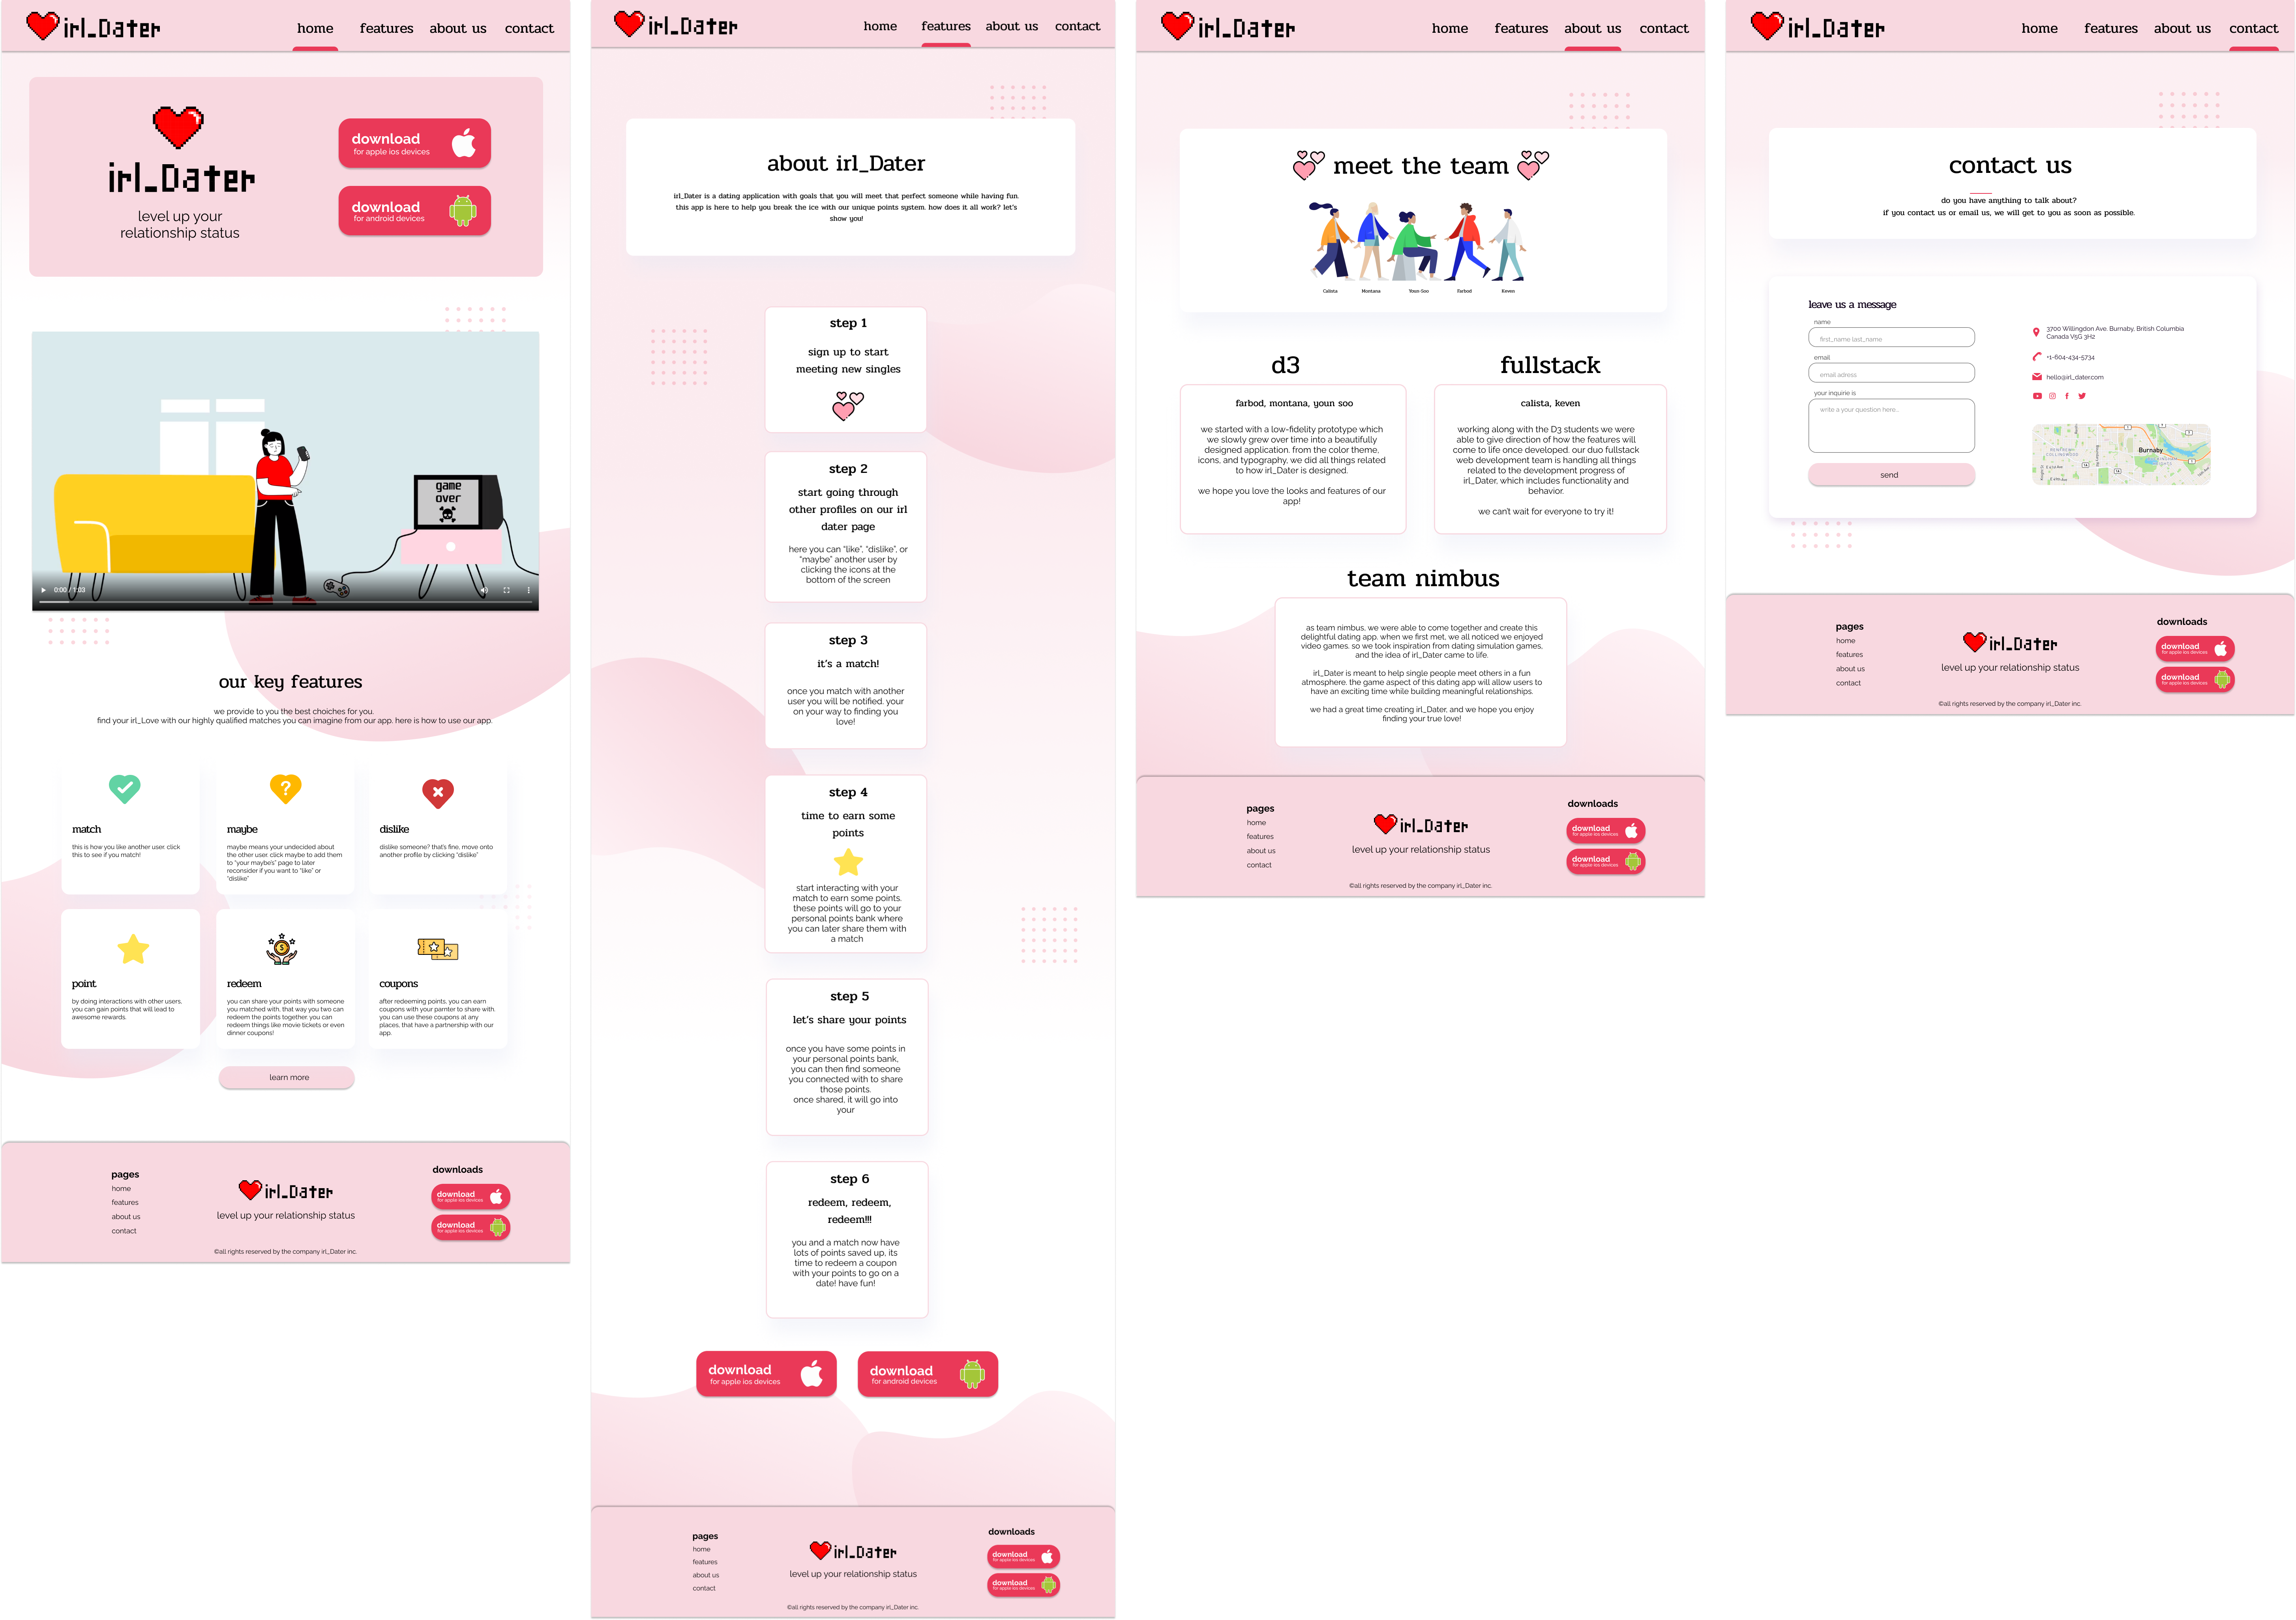 irl_Dater
home features about us contact
irl_Dater
level up your
relationship status
download
for apple ios devices
download
for android devices
game
over
0:00 / 1:03
our key features
we provide to you the best choiches for you.
find your irl_Love with our highly qualified matches you can imagine from our app. here is how to use our app.
match
this is how you like another user. click
this to see if you match!
maybe
maybe means your undecided about
the other user. click maybe to add them
to "your maybe's" page to later
reconsider if you want to "like" or
"dislike"
dislike
dislike someone? that's fine, move onto
another profile by clicking "dislike"
point
by doing interactions with other users,
you can gain points that will lead to
awesome rewards.
redeem
you can share your points with someone
you matched with, that way you two can
redeem the points together. you can
redeem things like movie tickets or even
dinner coupons!
coupons
after redeeming points, you can earn
coupons with your parnter to share with.
you can use these coupons at any
places, that have a partnership with our
app.
learn more
pages
home
features
about us
contact
irl_Dater
level up your relationship status
downloads
download
for apple ios devices
download
for apple ios devices
©all rights reserved by the company irl_Dater inc.
irl_Dater
home features about us contact
about irl_Dater
irl_Dater is a dating application with goals that you will meet that perfect someone while having fun.
this app is here to help you break the ice with our unique points system. how does it all work? let's
show you!
step 1
sign up to start
meeting new singles
step 2
start going through
other profiles on our irl
dater page
here you can "like", "dislike", or
"maybe" another user by
clicking the icons at the
bottom of the screen
step 3
it's a match!
once you match with another
user you will be notified. your
on your way to finding you
love!
step 4
time to earn some
points
start interacting with your
match to earn some points.
these points will go to your
personal points bank where
you can later share them with
a match
step 5
let's share your points
once you have some points in
your personal points bank,
you can then find someone
you connected with to share
those points.
once shared, it will go into
your
step 6
redeem, redeem,
redeem!!!
you and a match now have
lots of points saved up, its
time to redeem a coupon
with your points to go on a
date! have fun!
download
for apple ios devices
download
for android devices
pages
home
features
about us
contact
irl_Dater
level up your relationship status
downloads
download
for apple ios devices
download
for apple ios devices
©all rights reserved by the company irl_Dater inc.
irl_Dater
home features about us contact
meet the team
Calista Montana Youn-Soo Farbod Keven
d3
farbod, montana, youn soo
we started with a low-fidelity prototype which
we slowly grew over time into a beautifully
designed application. from the color theme,
icons, and typography, we did all things related
to how irl_Dater is designed.
we hope you love the looks and features of our
app!
fullstack
calista, keven
working along with the D3 students we were
able to give direction of how the features will
come to life once developed. our duo fullstack
web development team is handling all things
related to the development progress of
irl_Dater, which includes functionality and
behavior.
we can't wait for everyone to try it!
team nimbus
as team nimbus, we were able to come together and create this
delightful dating app. when we first met, we all noticed we enjoyed
video games, so we took inspiration from dating simulation games,
and the idea of irl_Dater came to life.
irl_Dater is meant to help single people meet others in a fun
atmosphere. the game aspect of this dating app will allow users to
have an exciting time while building meaningful relationships.
we had a great time creating irl_Dater, and we hope you enjoy
finding your true love!
pages
home
features
about us
contact
irl_Dater
level up your relationship status
downloads
download
for apple ios devices
download
for apple ios devices
©all rights reserved by the company irl_Dater inc.
irl_Dater
home features about us contact
contact us
do you have anything to talk about?
if you contact us or email us, we will get to you as soon as possible.
leave us a message
name
first_name last_name
email
email adress
your inquirie is
write a your question here...
send
3700 Willingdon Ave. Burnaby, British Columbia
Canada V5G 3H2
+1-604-434-5734
hello@irl_dater.com
Burnaby
pages
home
features
about us
contact
irl_Dater
level up your relationship status
downloads
download
for apple ios devices
download
for apple ios devices
©all rights reserved by the company irl_Dater inc.